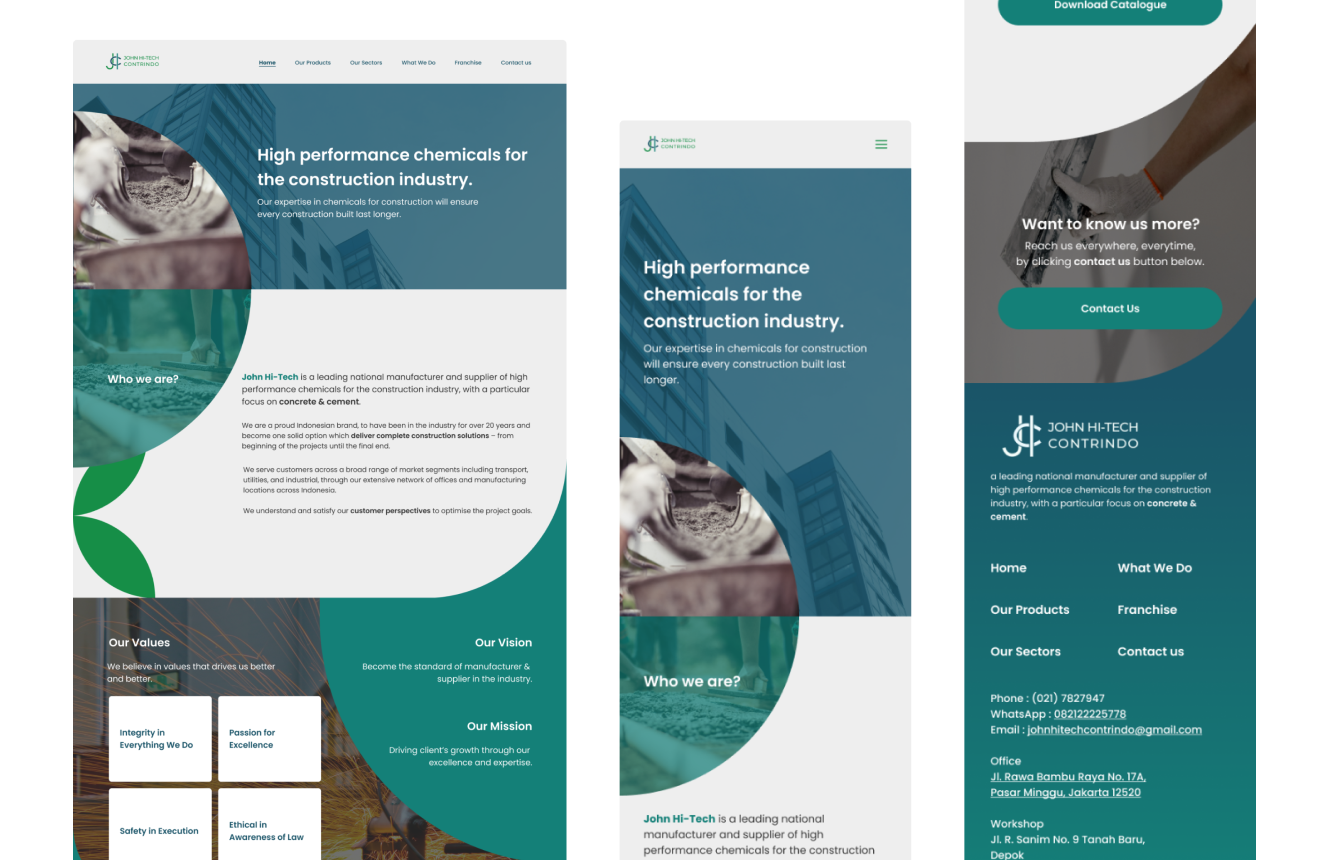 JOHN HI-TECH
CONTRINDO
Home
Our Products
Our Sectors
What We Do
Franchise
Contact us
High performance chemicals for
the construction industry.
Our expertise in chemicals for construction will ensure
every construction built last longer.
Who we are?
John Hi-Tech is a leading national manufacturer and supplier of high
performance chemicals for the construction industry, with a particular
focus on concrete & cement.
We are a proud Indonesian brand, to have been in the industry for over 20 years and
become one solid option which deliver complete construction solutions – from
beginning of the projects until the final end.
We serve customers across a broad range of market segments including transport,
utilities, and industrial, through our extensive network of offices and manufacturing
locations across Indonesia.
We understand and satisfy our customer perspectives to optimise the project goals.
Our Values
We believe in values that drives us better
and better.
Integrity in
Everything We Do
Passion for
Excellence
Safety in Execution
Ethical in
Awareness of Law
Our Vision
Become the standard of manufacturer &
supplier in the industry.
Our Mission
Driving client's growth through our
excellence and expertise.
JOHN HI-TECH
CONTRINDO
High performance
chemicals for the
construction industry.
Our expertise in chemicals for construction
will ensure every construction built last
longer.
Who we are?
John Hi-Tech is a leading national
manufacturer and supplier of high
performance chemicals for the construction
Download Catalogue
Want to know us more?
Reach us everywhere, everytime,
by clicking contact us button below.
Contact Us
JOHN HI-TECH
CONTRINDO
a leading national manufacturer and supplier of
high performance chemicals for the construction
industry, with a particular focus on concrete &
cement.
Home
What We Do
Our Products
Franchise
Our Sectors
Contact us
Phone : (021) 7827947
WhatsApp : 082122225778
Email : johnhitechcontrindo@gmail.com
Office
Jl. Rawa Bambu Raya No. 17A,
Pasar Minggu, Jakarta 12520
Workshop
Jl. R. Sanim No. 9 Tanah Baru,
Depok